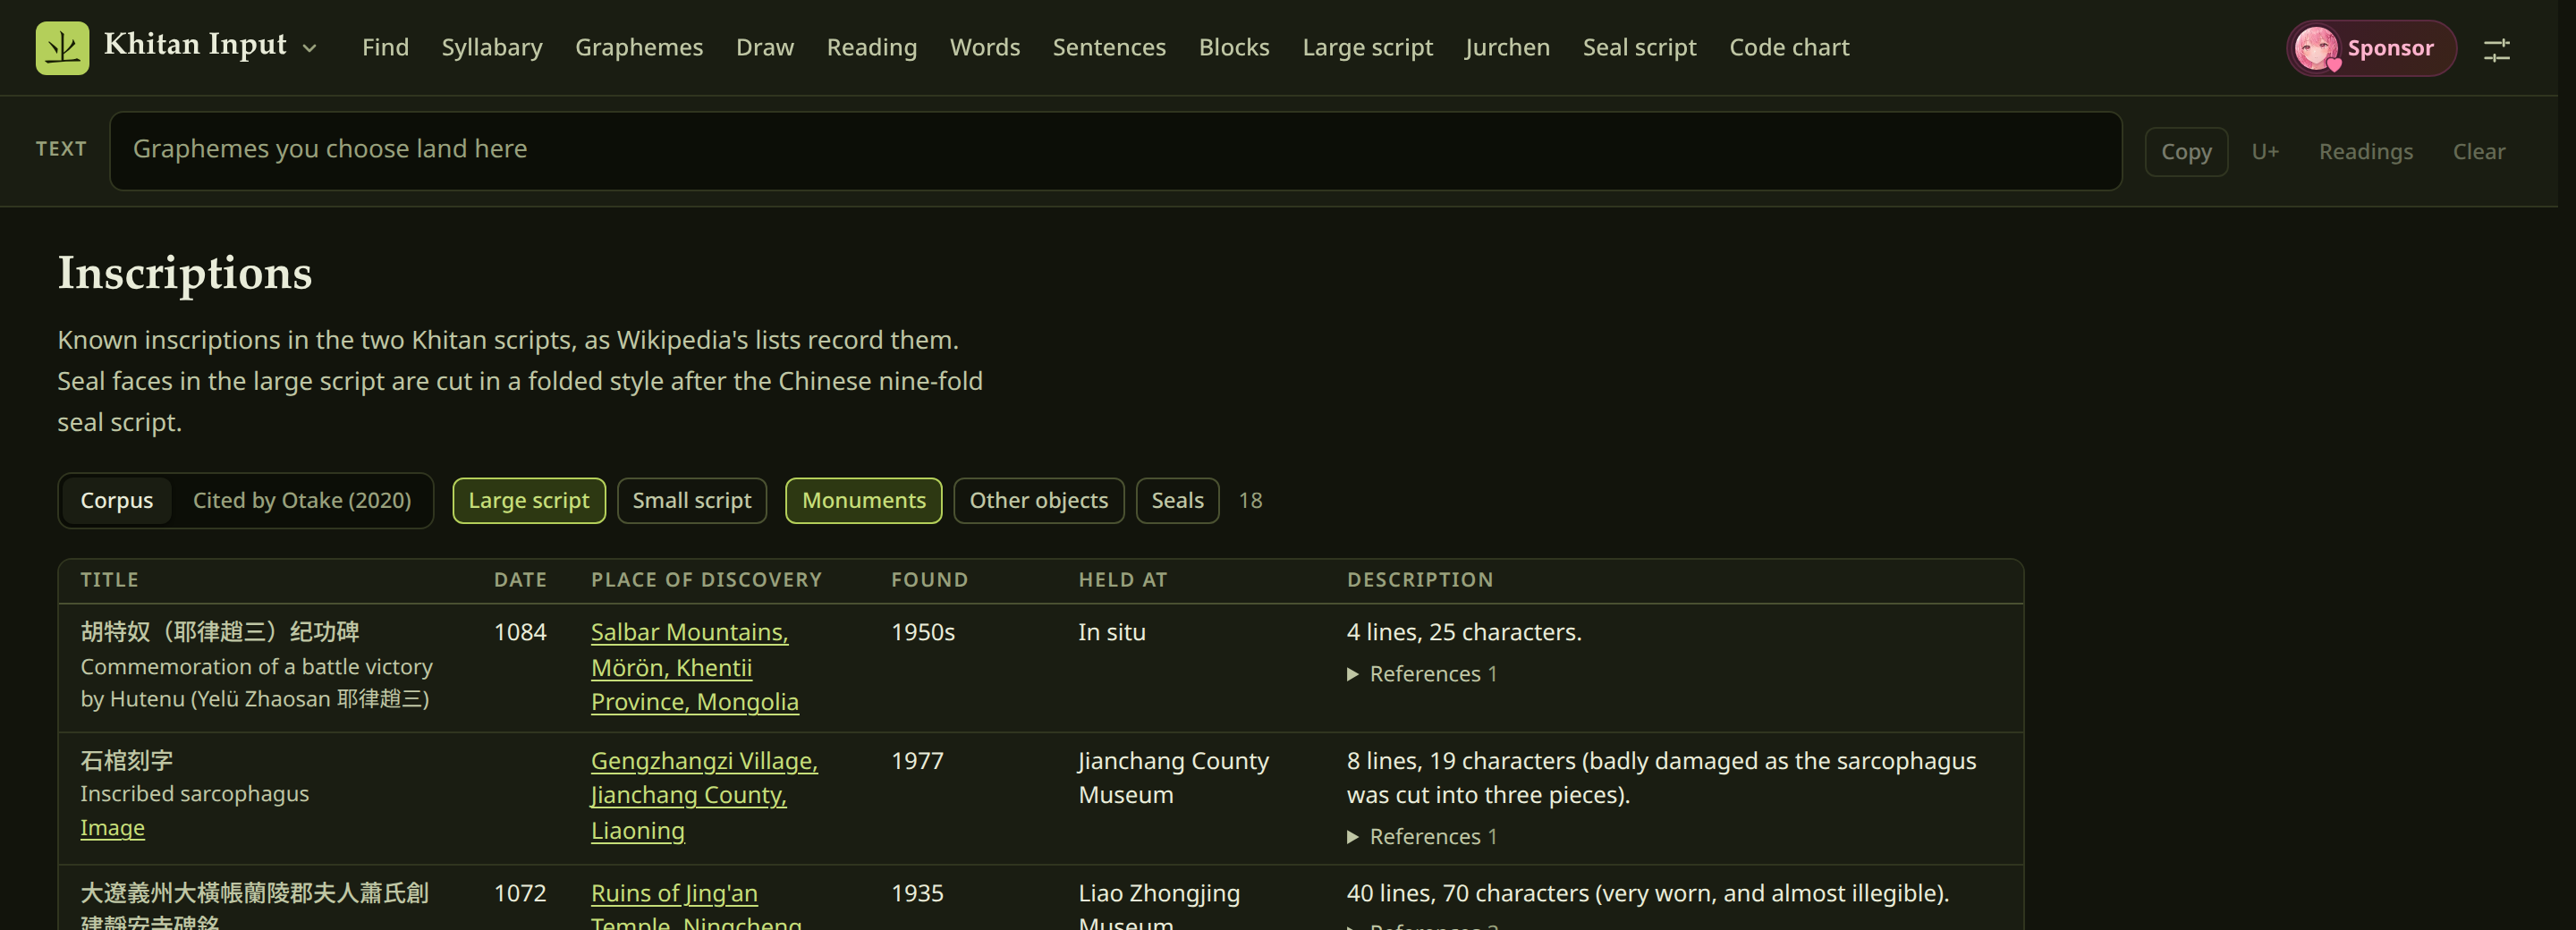 Khitan Input
Find Syllabary Graphemes Draw Reading Words Sentences Blocks Large script Jurchen Seal script Code chart
Sponsor
TEXT Graphemes you choose land here Copy U+ Readings Clear
Inscriptions
Known inscriptions in the two Khitan scripts, as Wikipedia's lists record them.
Seal faces in the large script are cut in a folded style after the Chinese nine-fold
seal script.
Corpus Cited by Otake (2020) Large script Small script Monuments Other objects Seals 18
TITLE DATE PLACE OF DISCOVERY FOUND HELD AT DESCRIPTION
胡特奴（耶律趙三）纪功碑
Commemoration of a battle victory
by Hutenu (Yelü Zhaosan 耶律趙三)
1084
Salbar Mountains,
Mörön, Khentii
Province, Mongolia
1950s
In situ
4 lines, 25 characters.
References 1
石棺刻字
Inscribed sarcophagus
Image
Gengzhangzi Village,
Jianchang County,
Liaoning
1977
Jianchang County
Museum
8 lines, 19 characters (badly damaged as the sarcophagus
was cut into three pieces).
References 1
大遼義州大橫帳蘭陵郡夫人蕭氏創
建靜安寺碑銘
1072
Ruins of Jing'an
Temple, Ningcheng
1935
Liao Zhongjing
Museum
40 lines, 70 characters (very worn, and almost illegible).